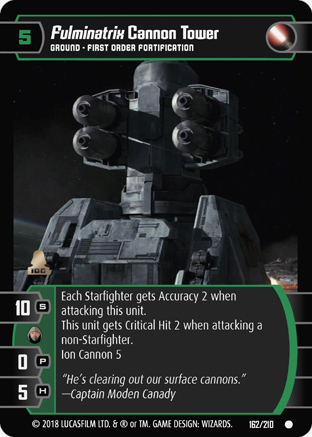 5
Fulminatrix Cannon Tower
GROUND - FIRST ORDER FORTIFICATION
10 S
0 P
5 H
Each Starfighter gets Accuracy 2 when
attacking this unit.
This unit gets Critical Hit 2 when attacking a
non-Starfighter.
Ion Cannon 5
"He's clearing out our surface cannons."
—Captain Moden Canady
© 2018 LUCASFILM LTD. & ® or TM. GAME DESIGN: WIZARDS.
162/210